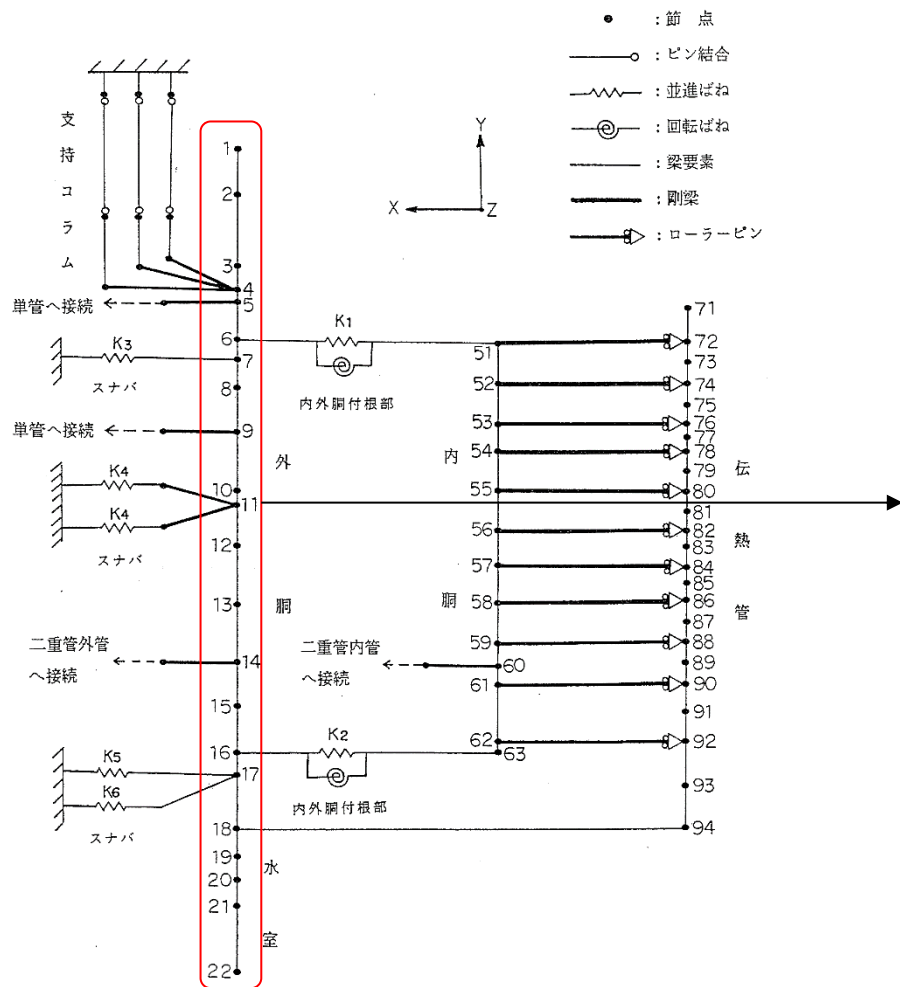 ：節 点
：ピン結合
：並進ばね
：回転ばね
：梁要素
：剛梁
：ローラーピン
Y
X
Z
支持コラム
1
2
3
4
5
単管へ接続
6
K1
内外胴付根部
K3
スナバ
7
8
単管へ接続
9
外胴
K4
K4
スナバ
10
11
12
13
二重管外管
へ接続
14
15
16
K2
内外胴付根部
K5
K6
スナバ
17
18
19
20
21
22
水室
内胴
51
52
53
54
55
56
57
58
59
二重管内管
へ接続
60
61
62
63
伝熱管
71
72
73
74
75
76
77
78
79
80
81
82
83
84
85
86
87
88
89
90
91
92
93
94